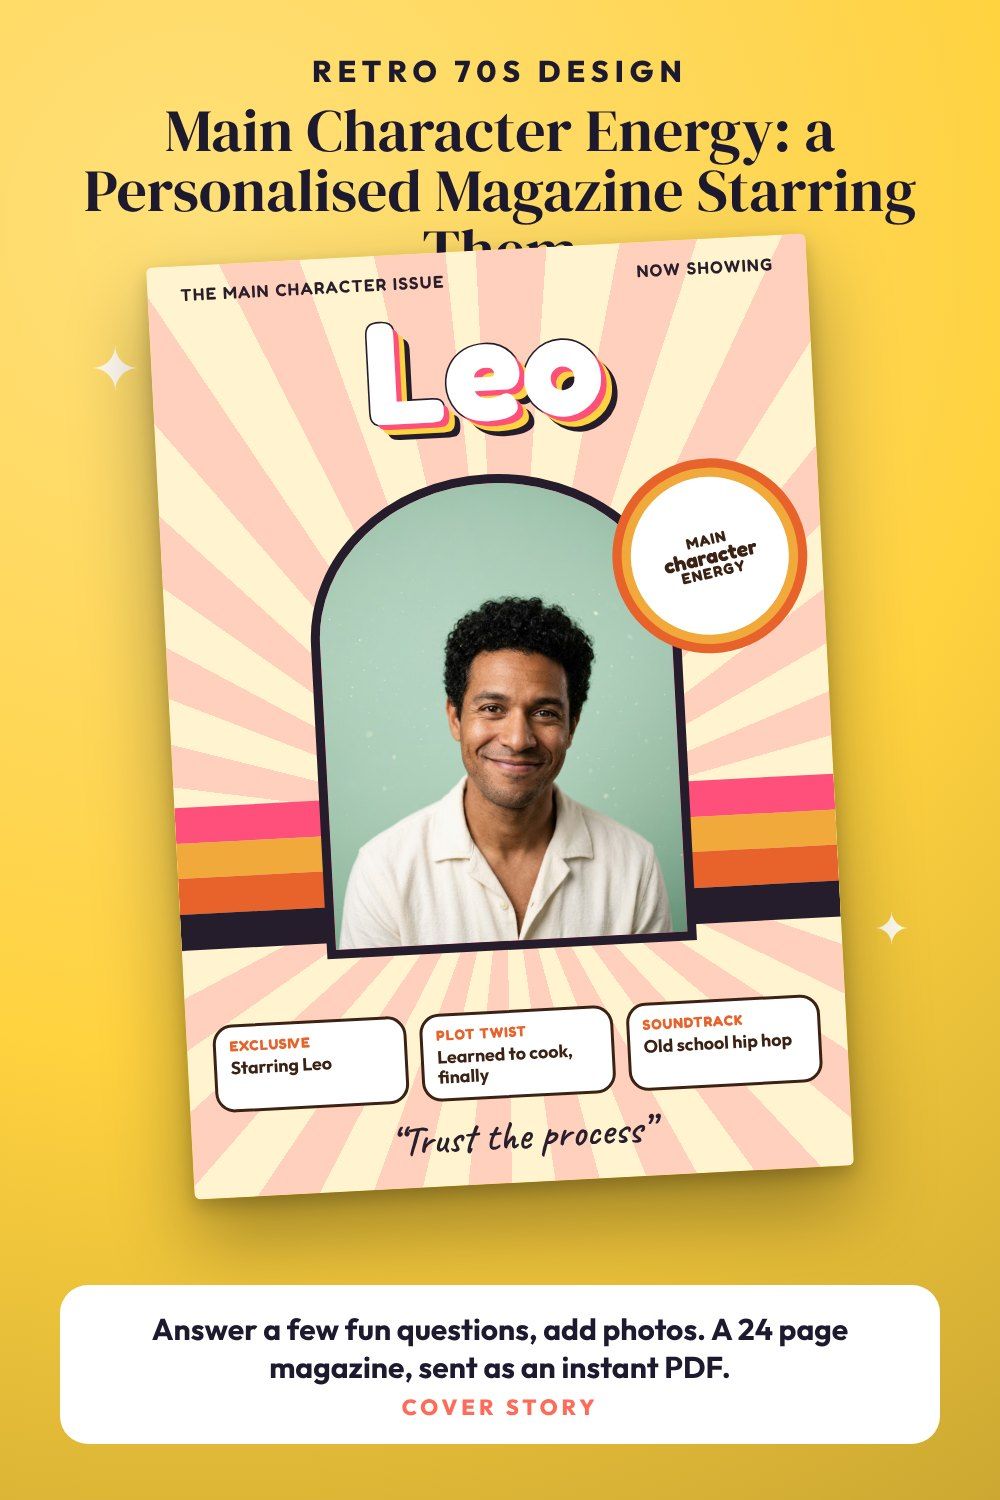 RETRO 70S DESIGN
Main Character Energy: a
Personalised Magazine Starring
Them
THE MAIN CHARACTER ISSUE
NOW SHOWING
Leo
MAIN
character
ENERGY
EXCLUSIVE
Starring Leo
PLOT TWIST
Learned to cook,
finally
SOUNDTRACK
Old school hip hop
“Trust the process”
Answer a few fun questions, add photos. A 24 page
magazine, sent as an instant PDF.
COVER STORY